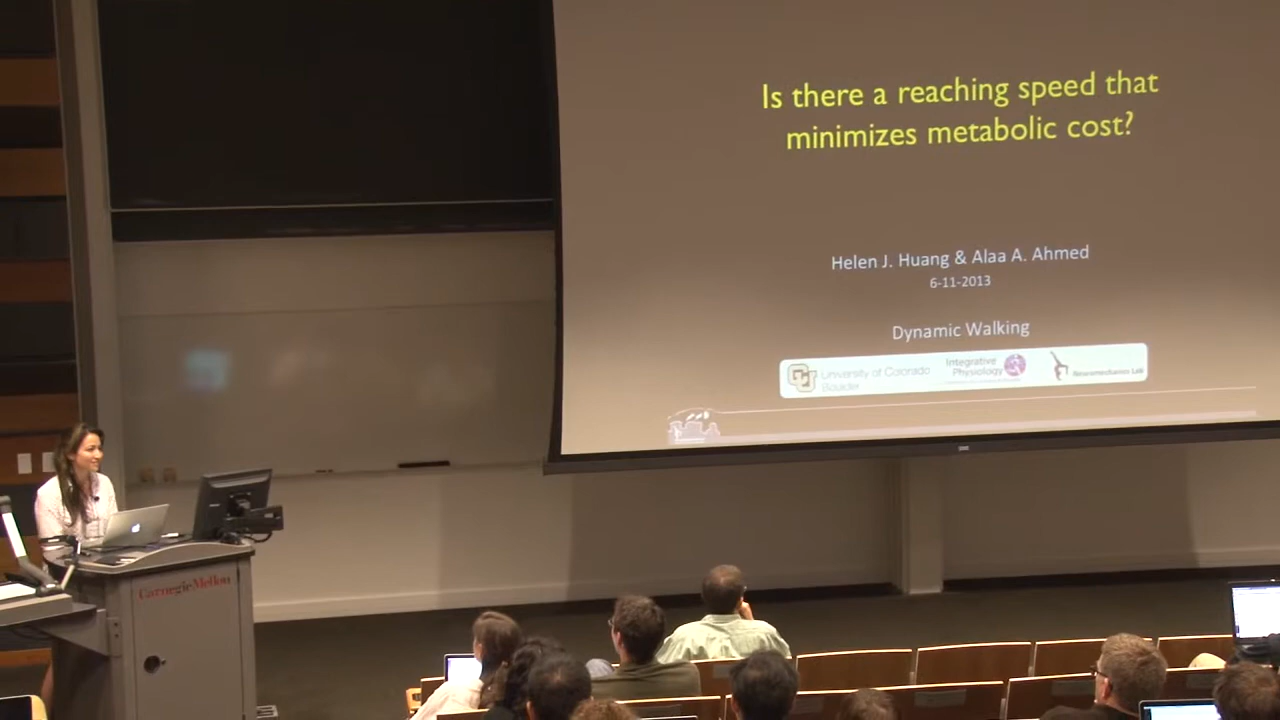 Is there a reaching speed that
minimizes metabolic cost?
Helen J. Huang & Alaa A. Ahmed
6-11-2013
Dynamic Walking
University of Colorado
Boulder
Integrative
Physiology
Neuromechanics Lab
Carnegie Mellon